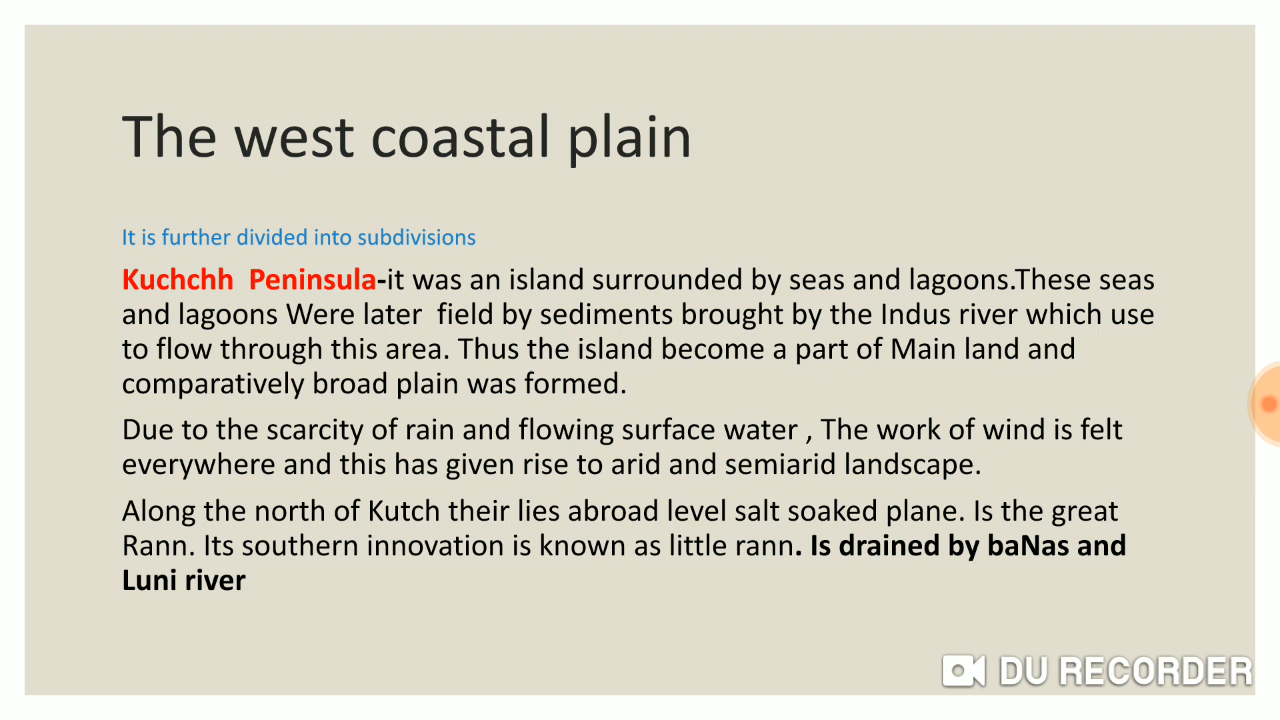 The west coastal plain
It is further divided into subdivisions
Kuchchh Peninsula-it was an island surrounded by seas and lagoons.These seas
and lagoons Were later field by sediments brought by the Indus river which use
to flow through this area. Thus the island become a part of Main land and
comparatively broad plain was formed.
Due to the scarcity of rain and flowing surface water , The work of wind is felt
everywhere and this has given rise to arid and semiarid landscape.
Along the north of Kutch their lies abroad level salt soaked plane. Is the great
Rann. Its southern innovation is known as little rann. Is drained by baNas and
Luni river
DU RECORDER